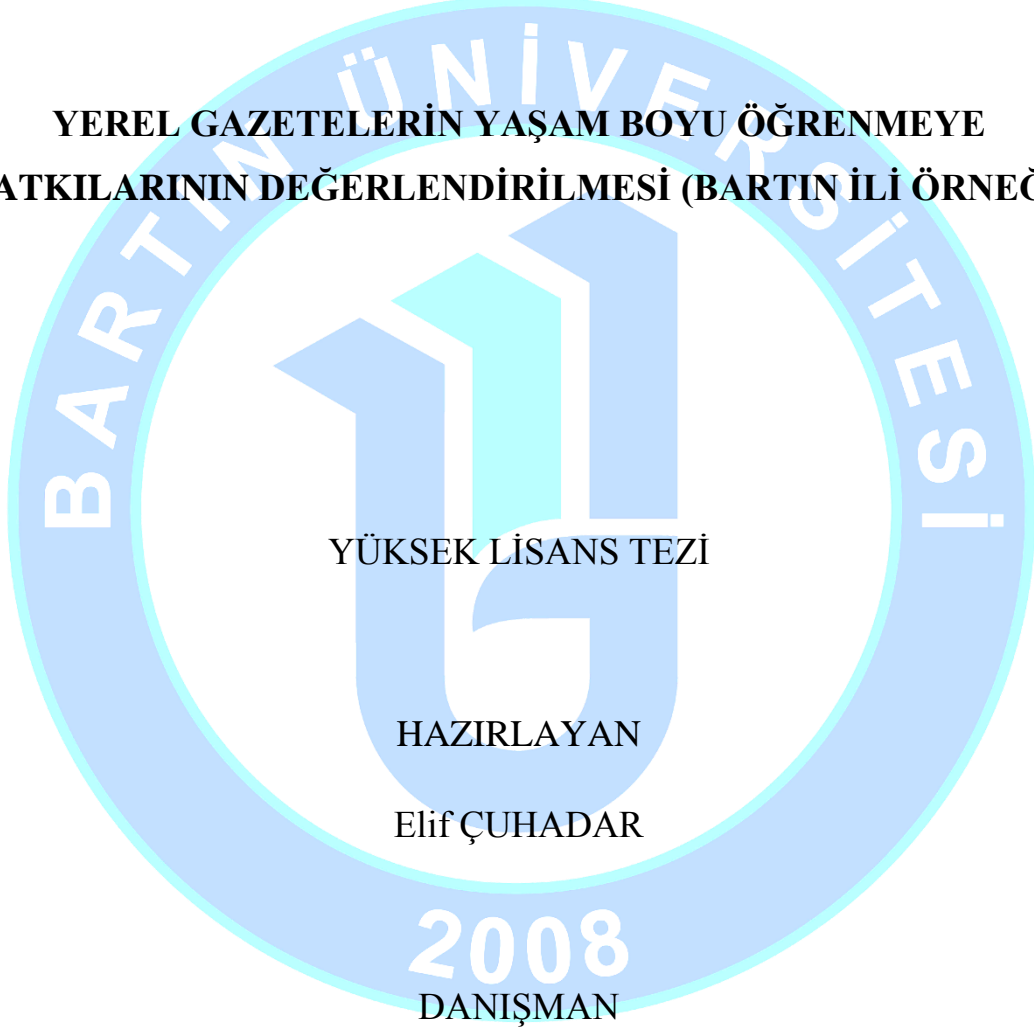 BARTIN ÜNİVERSİTESİ
YEREL GAZETELERİN YAŞAM BOYU ÖĞRENMEYE
ATKILARININ DEĞERLENDİRİLMESİ (BARTIN İLİ ÖRNEĞ
YÜKSEK LİSANS TEZİ
HAZIRLAYAN
Elif ÇUHADAR
2008
DANIŞMAN